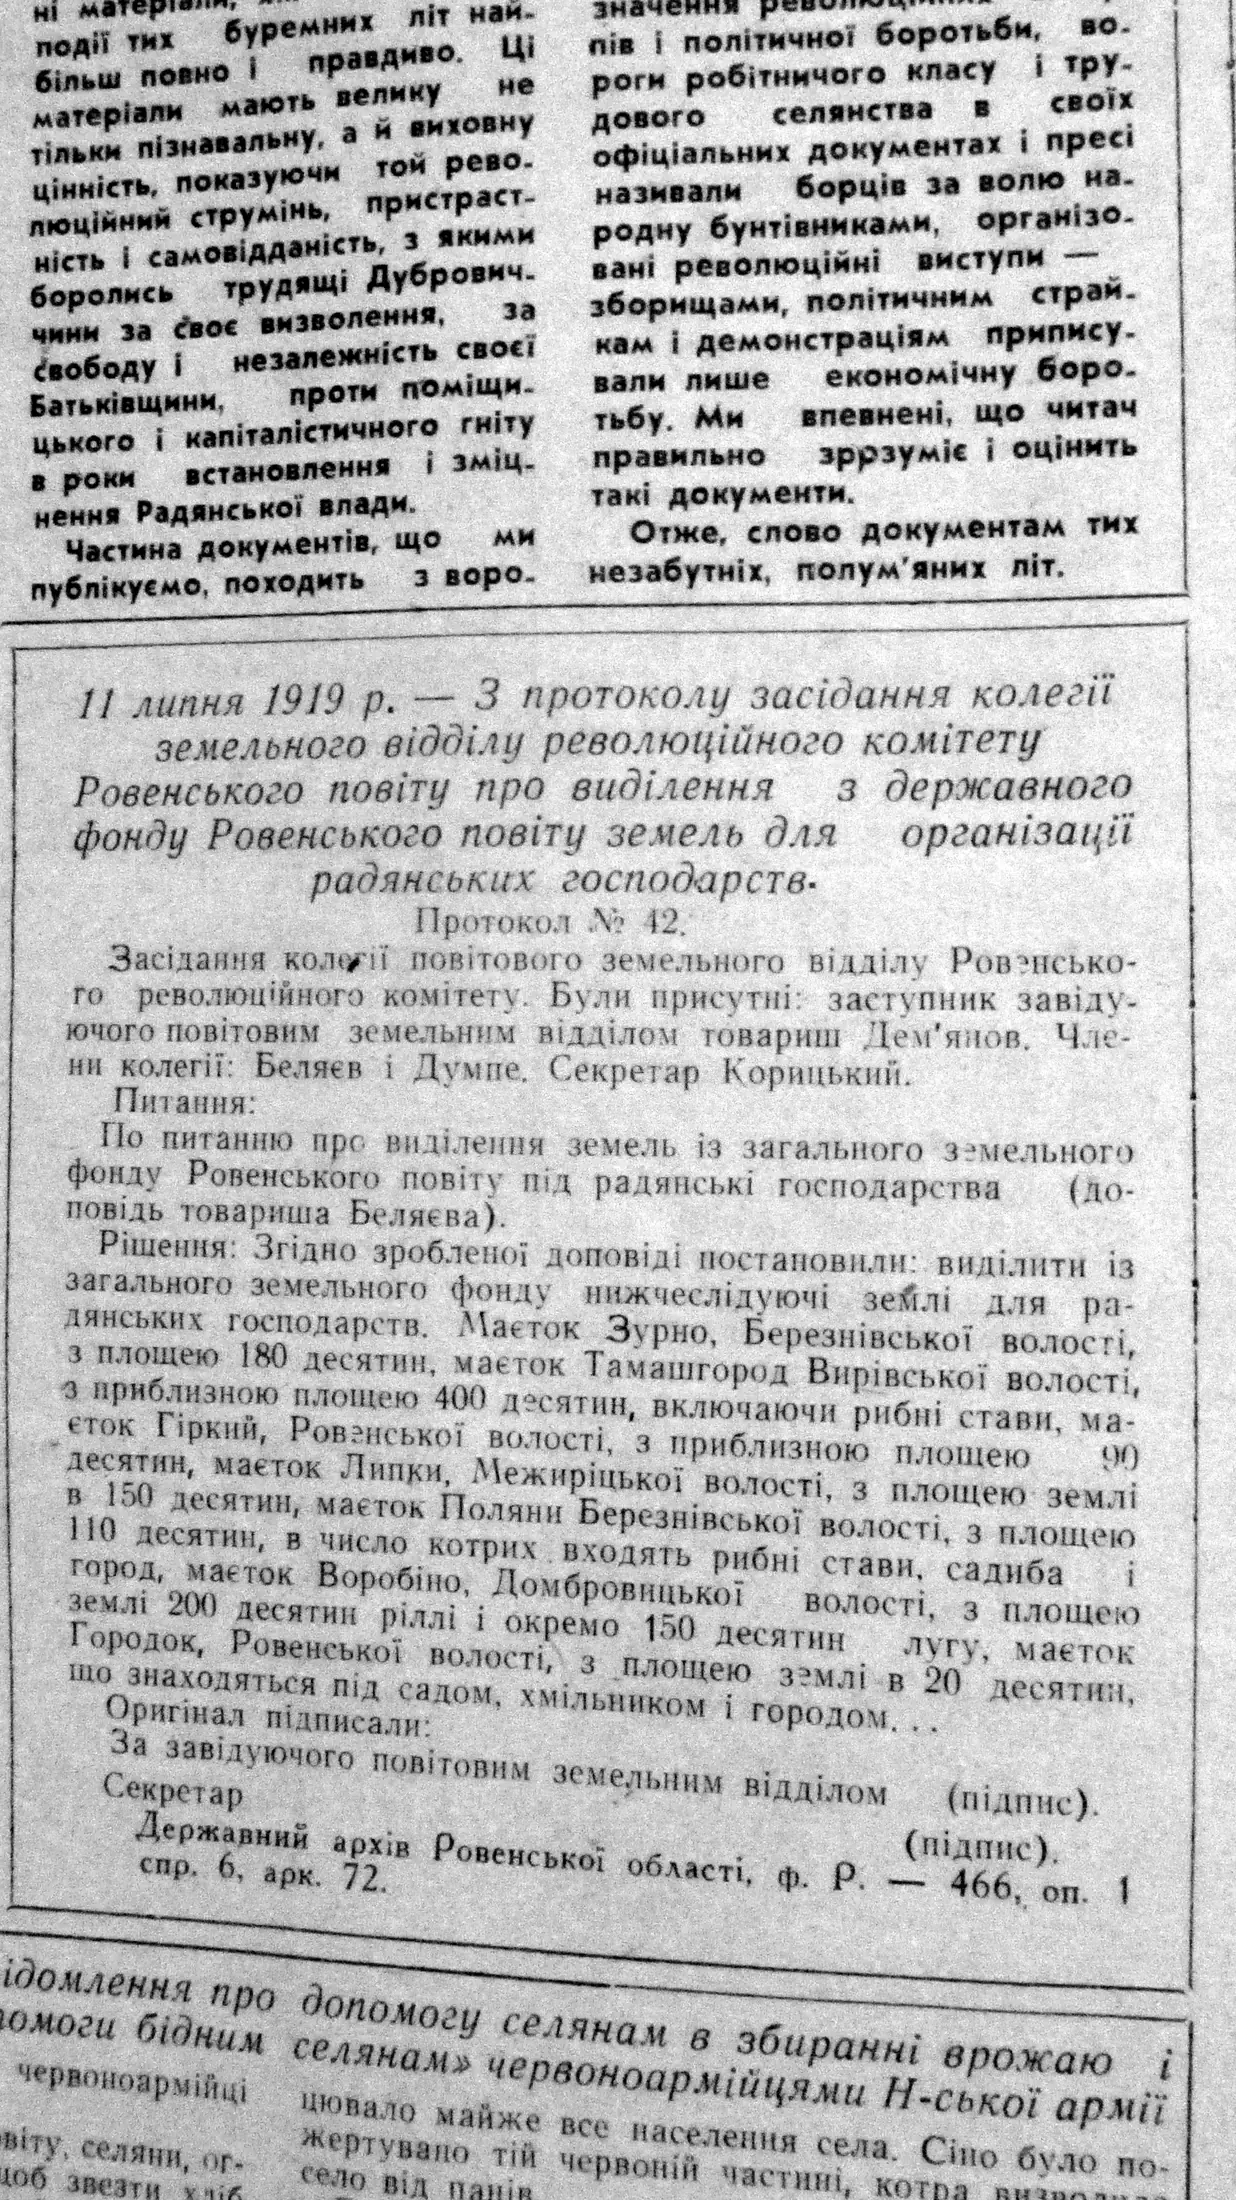 ні матеріали,
події тих буремних літ най-
більш повно і правдиво. Ці
матеріали мають велику не
тільки пізнавальну, а й виховну
цінність, показуючи той рево-
люційний струмінь, пристраст-
ність і самовідданість, з якими
боролись трудящі Дубрович-
чини за своє визволення, за
свободу і незалежність своєї
Батьківщини, проти поміщи-
цького і капіталістичного гніту
в роки встановлення і зміц-
нення Радянської влади.
Частина документів, що ми
публікуємо, походить з воро-
значення революційних
пів і політичної боротьби, во-
роги робітничого класу і тру-
дового селянства в своїх
офіціальних документах і пресі
називали борців за волю на-
родну бунтівниками, організо-
вані революційні виступи —
зборищами, політичним страй-
кам і демонстраціям припису-
вали лише економічну боро-
тьбу. Ми впевнені, що читач
правильно зррзуміє і оцінить
такі документи.
Отже, слово документам тих
незабутніх, полум'яних літ.
11 липня 1919 р. — З протоколу засідання колегії
земельного відділу революційного комітету
Ровенського повіту про виділення з державного
фонду Ровенського повіту земель для організації
радянських господарств.
Протокол № 42.
Засідання колегії повітового земельного відділу Ровенсько-
го революційного комітету. Були присутні: заступник завіду-
ючого повітовим земельним відділом товариш Дем'янов. Чле-
ни колегії: Беляєв і Думпе. Секретар Корицький.
Питання:
По питанню про виділення земель із загального земельного
фонду Ровенського повіту під радянські господарства (до-
повідь товариша Беляєва).
Рішення: Згідно зробленої доповіді постановили: виділити із
загального земельного фонду нижчеслідуючі землі для ра-
дянських господарств. Маєток Зурно, Березнівської волості,
з площею 180 десятин, маєток Тамашгород Вирівської волості,
з приблизною площею 400 десятин, включаючи рибні стави, ма-
єток Гіркий, Ровенської волості, з приблизною площею 90
десятин, маєток Липки, Межиріцької волості, з площею землі
в 150 десятин, маєток Поляни Березнівської волості, з площею
110 десятин, в число котрих входять рибні стави, садиба і
город, маєток Воробіно, Домбровицької волості, з площею
землі 200 десятин ріллі і окремо 150 десятин лугу, маєток
Городок, Ровенської волості, з площею землі в 20 десятин,
що знаходяться під садом, хмільником і городом...
Оригінал підписали:
За завідуючого повітовим земельним відділом (підпис).
Секретар (підпис).
Державний архів Ровенської області, ф. Р. — 466, оп. 1
спр. 6, арк. 72.
ідомлення про допомогу селянам в збиранні врожаю і
помоги бідним селянам» червоноармійцями Н-ської армії
червоноармійці
віту, селяни, ог-
щоб звезти хліб
цювало майже все населення села. Сіно було по-
жертувано тій червоній частині, котра визволила
село від панів